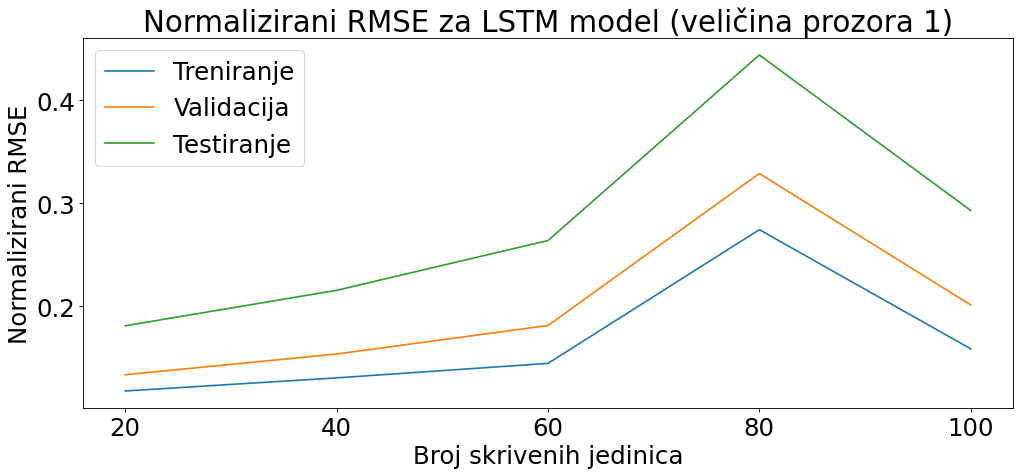 Normalizirani RMSE za LSTM model (veličina prozora 1)
Treniranje
Validacija
Testiranje
Normalizirani RMSE
0.4
0.3
0.2
20 40 60 80 100
Broj skrivenih jedinica